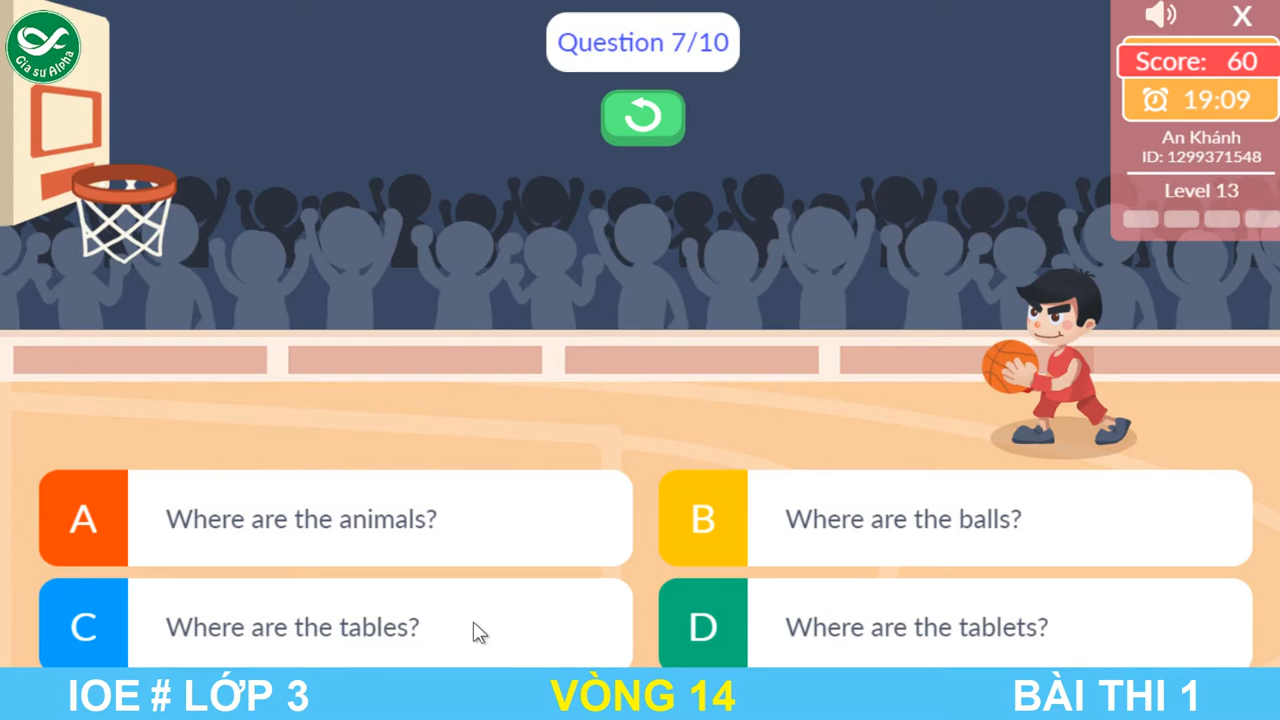 Gia sư Alpha
Question 7/10
X
Score: 60
19:09
An Khánh
ID: 1299371548
Level 13
A Where are the animals?
B Where are the balls?
C Where are the tables?
D Where are the tablets?
IOE # LỚP 3 VÒNG 14 BÀI THI 1